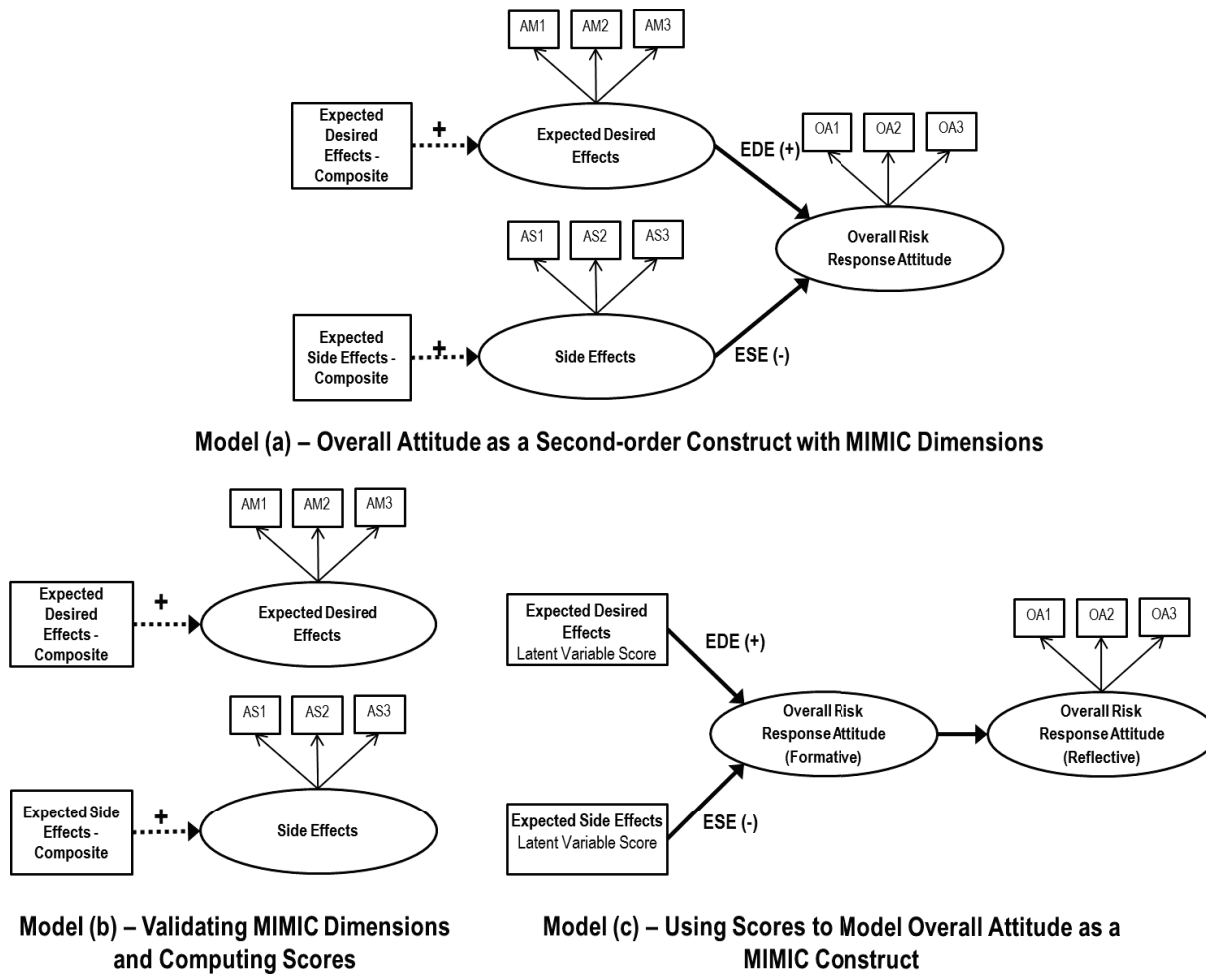 AM1
AM2
AM3
Expected
Desired
Effects -
Composite
+
Expected Desired
Effects
EDE (+)
OA1
OA2
OA3
Overall Risk
Response Attitude
AS1
AS2
AS3
Expected
Side Effects -
Composite
+
Side Effects
ESE (-)
Model (a) – Overall Attitude as a Second-order Construct with MIMIC Dimensions
AM1
AM2
AM3
Expected
Desired
Effects -
Composite
+
Expected Desired
Effects
AS1
AS2
AS3
Expected Side
Effects -
Composite
+
Side Effects
Model (b) – Validating MIMIC Dimensions
and Computing Scores
Expected Desired
Effects
Latent Variable Score
EDE (+)
Expected Side Effects
Latent Variable Score
ESE (-)
Overall Risk
Response Attitude
(Formative)
OA1
OA2
OA3
Overall Risk
Response Attitude
(Reflective)
Model (c) – Using Scores to Model Overall Attitude as a
MIMIC Construct